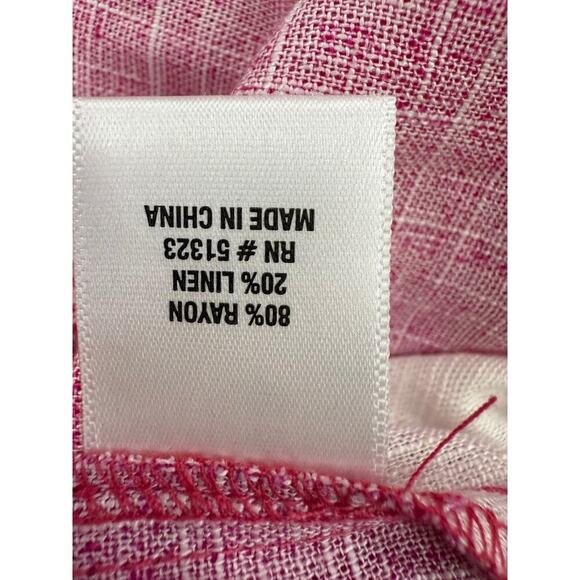 80% RAYON
20% LINEN
RN # 51323
MADE IN CHINA